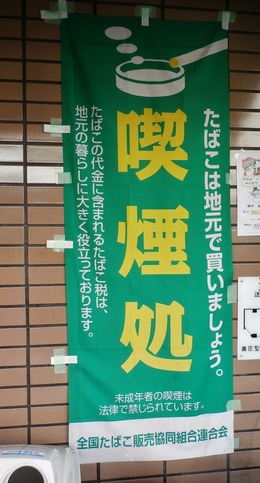 たばこは地元で買いましょう。
喫煙処
たばこの代金に含まれるたばこ税は、
地元の暮らしに大きく役立っております。
未成年者の喫煙は
法律で禁じられています。
全国たばこ販売協同組合連合会